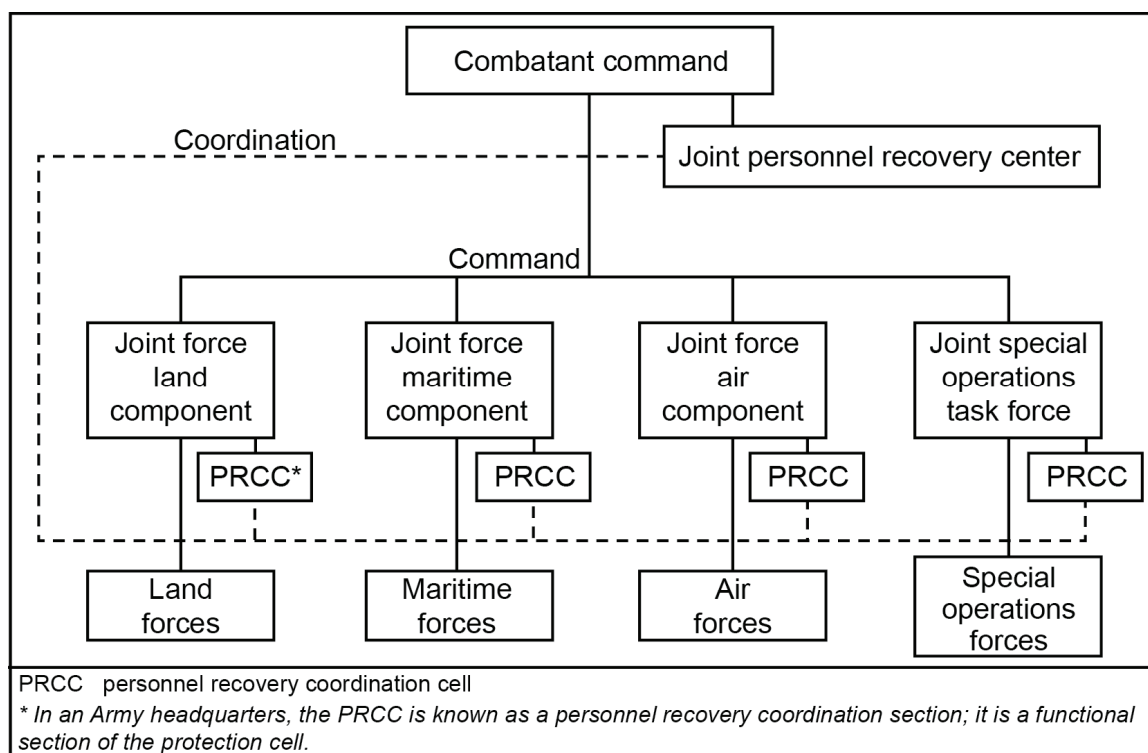 Combatant command
Coordination
Joint personnel recovery center
Command
Joint force
land
component
Joint force
maritime
component
Joint force
air
component
Joint special
operations
task force
PRCC*
PRCC
PRCC
PRCC
Land
forces
Maritime
forces
Air
forces
Special
operations
forces
PRCC personnel recovery coordination cell
* In an Army headquarters, the PRCC is known as a personnel recovery coordination section; it is a functional
section of the protection cell.